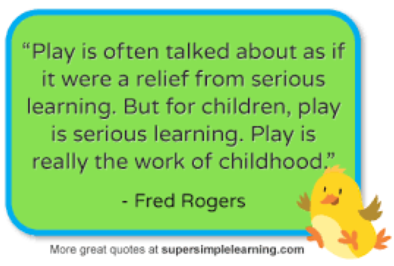 “Play is often talked about as if
it were a relief from serious
learning. But for children, play
is serious learning. Play is
really the work of childhood.”
- Fred Rogers
More great quotes at supersimplelearning.com